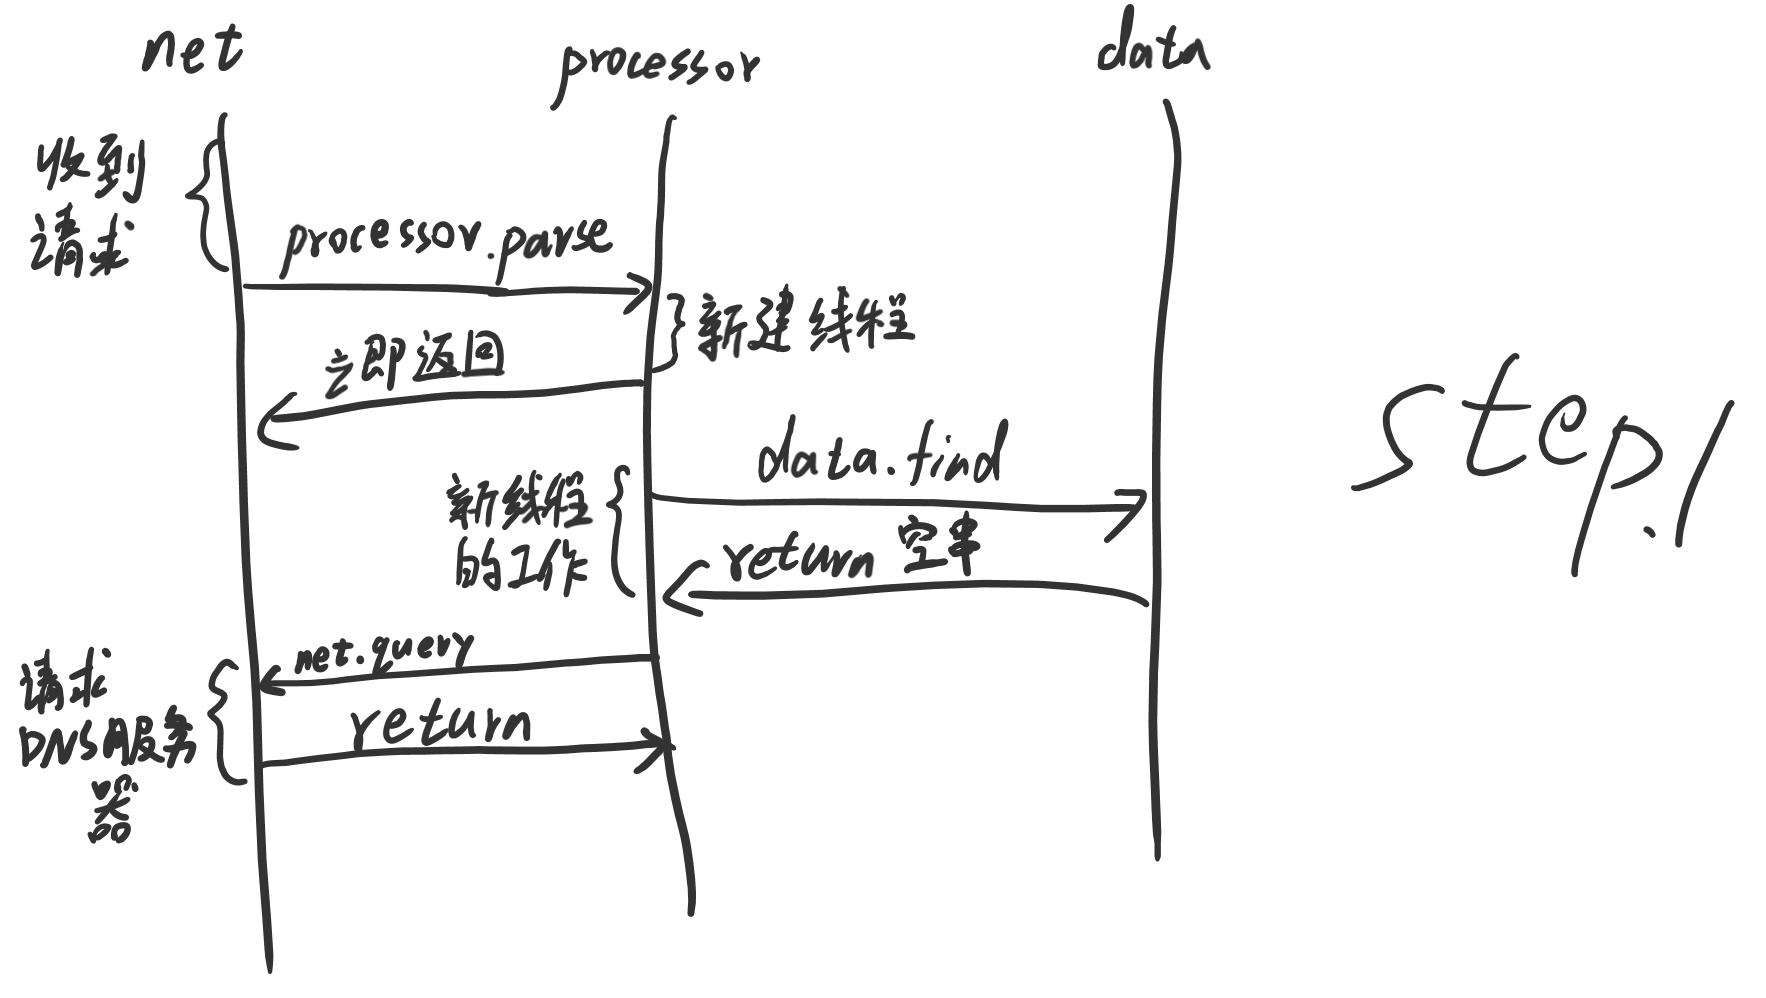 net
processor
data
收到
请求
processor.parse
新建线程
立即返回
data.find
新线程
的工作
return 空串
net.query
请求
DNS服务
器
return
step.1